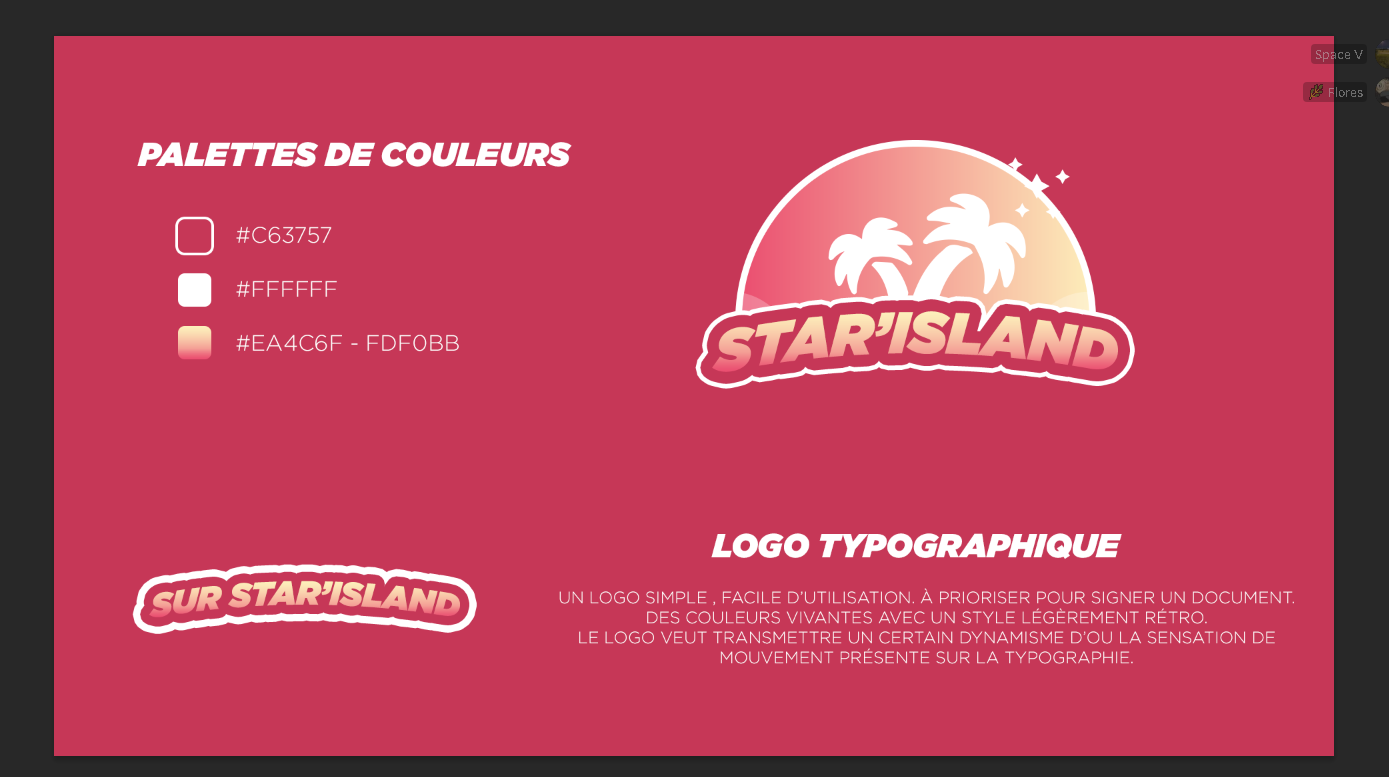 Space V
Flores
PALETTES DE COULEURS
#C63757
#FFFFFF
#EA4C6F - FDF0BB
STAR'ISLAND
SUR STAR'ISLAND
LOGO TYPOGRAPHIQUE
UN LOGO SIMPLE , FACILE D'UTILISATION. À PRIORISER POUR SIGNER UN DOCUMENT.
DES COULEURS VIVANTES AVEC UN STYLE LÉGÈREMENT RÉTRO.
LE LOGO VEUT TRANSMETTRE UN CERTAIN DYNAMISME D'OU LA SENSATION DE
MOUVEMENT PRÉSENTE SUR LA TYPOGRAPHIE.